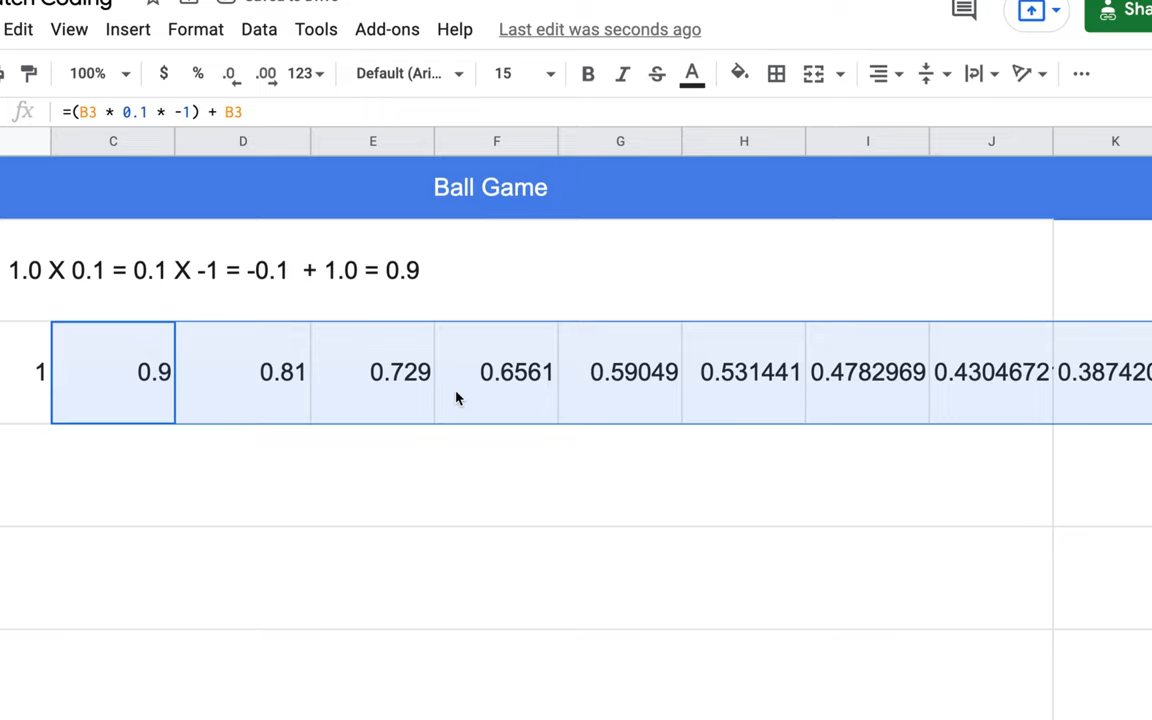 Edit View Insert Format Data Tools Add-ons Help Last edit was seconds ago
100% $ % .0 .00 123 Default (Ari... 15 B I S A
fx =(B3 * 0.1 * -1) + B3
C D E F G H I J K
Ball Game
1.0 X 0.1 = 0.1 X -1 = -0.1 + 1.0 = 0.9
1 0.9 0.81 0.729 0.6561 0.59049 0.531441 0.4782969 0.4304672 0.387420